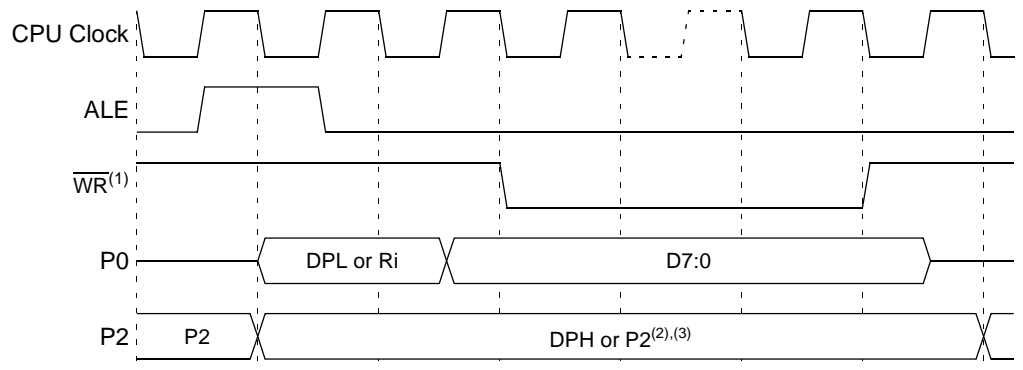 CPU Clock
ALE
WR(1)
P0 DPL or Ri D7:0
P2 P2 DPH or P2(2),(3)